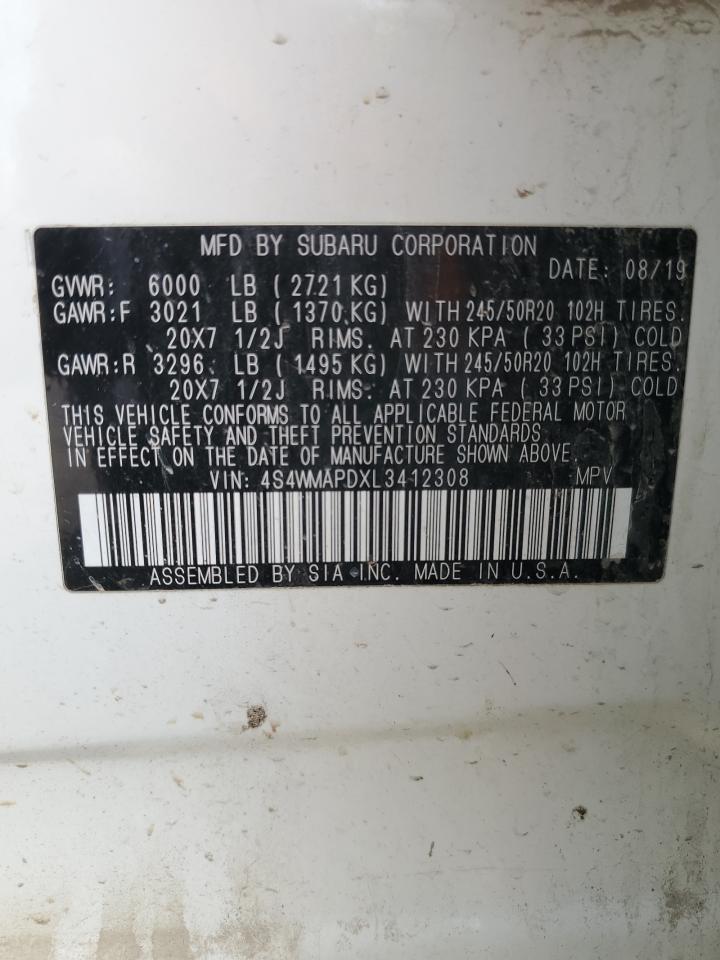 MFD BY SUBARU CORPORATION
DATE: 08/19
GVWR: 6000 LB ( 2721 KG)
GAWR:F 3021 LB ( 1370 KG) WITH 245/50R20 102H TIRES.
20X7 1/2J RIMS. AT 230 KPA ( 33 PSI) COLD
GAWR:R 3296 LB ( 1495 KG) WITH 245/50R20 102H TIRES.
20X7 1/2J RIMS. AT 230 KPA ( 33 PSI) COLD
THIS VEHICLE CONFORMS TO ALL APPLICABLE FEDERAL MOTOR
VEHICLE SAFETY AND THEFT PREVENTION STANDARDS
IN EFFECT ON THE DATE OF MANUFACTURE SHOWN ABOVE.
VIN: 4S4WMAPDXL3412308 MPV
ASSEMBLED BY SIA INC. MADE IN U.S.A.